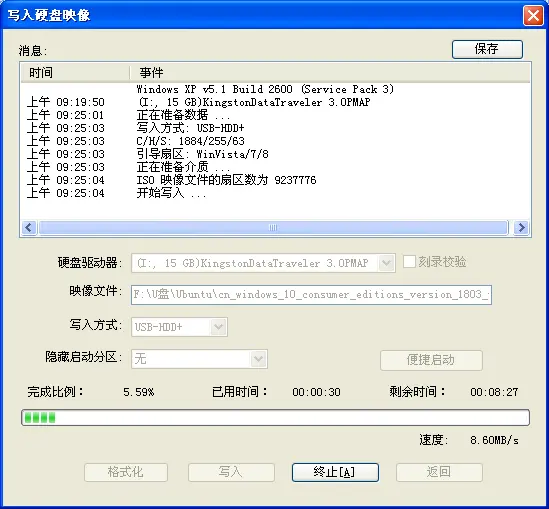 写入硬盘映像
消息:
保存
时间 事件
Windows XP v5.1 Build 2600 (Service Pack 3)
上午 09:19:50 (I:, 15 GB)KingstonDataTraveler 3.0PMAP
上午 09:25:01 正在准备数据 ...
上午 09:25:03 写入方式: USB-HDD+
上午 09:25:03 C/H/S: 1884/255/63
上午 09:25:03 引导扇区: WinVista/7/8
上午 09:25:03 正在准备介质 ...
上午 09:25:04 ISO 映像文件的扇区数为 9237776
上午 09:25:04 开始写入 ...
硬盘驱动器: (I:, 15 GB)KingstonDataTraveler 3.0PMAP 刻录校验
映像文件: F:\U盘\Ubuntu\cn_windows_10_consumer_editions_version_1803_
写入方式: USB-HDD+
隐藏启动分区: 无 便捷启动
完成比例: 5.59% 已用时间: 00:00:30 剩余时间: 00:08:27
速度: 8.60MB/s
格式化 写入 终止[A] 返回